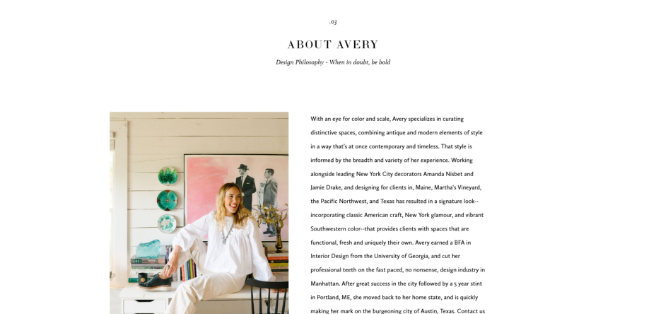 .03
ABOUT AVERY
Design Philosophy - When in doubt, be bold
With an eye for color and scale, Avery specializes in curating
distinctive spaces, combining antique and modern elements of style
in a way that's at once contemporary and timeless. That style is
informed by the breadth and variety of her experience. Working
alongside leading New York City decorators Amanda Nisbet and
Jamie Drake, and designing for clients in, Maine, Martha's Vineyard,
the Pacific Northwest, and Texas has resulted in a signature look--
incorporating classic American craft, New York glamour, and vibrant
Southwestern color--that provides clients with spaces that are
functional, fresh and uniquely their own. Avery earned a BFA in
Interior Design from the University of Georgia, and cut her
professional teeth on the fast paced, no nonsense, design industry in
Manhattan. After great success in the city followed by a 5 year stint
in Portland, ME, she moved back to her home state, and is quickly
making her mark on the burgeoning city of Austin, Texas. Contact us